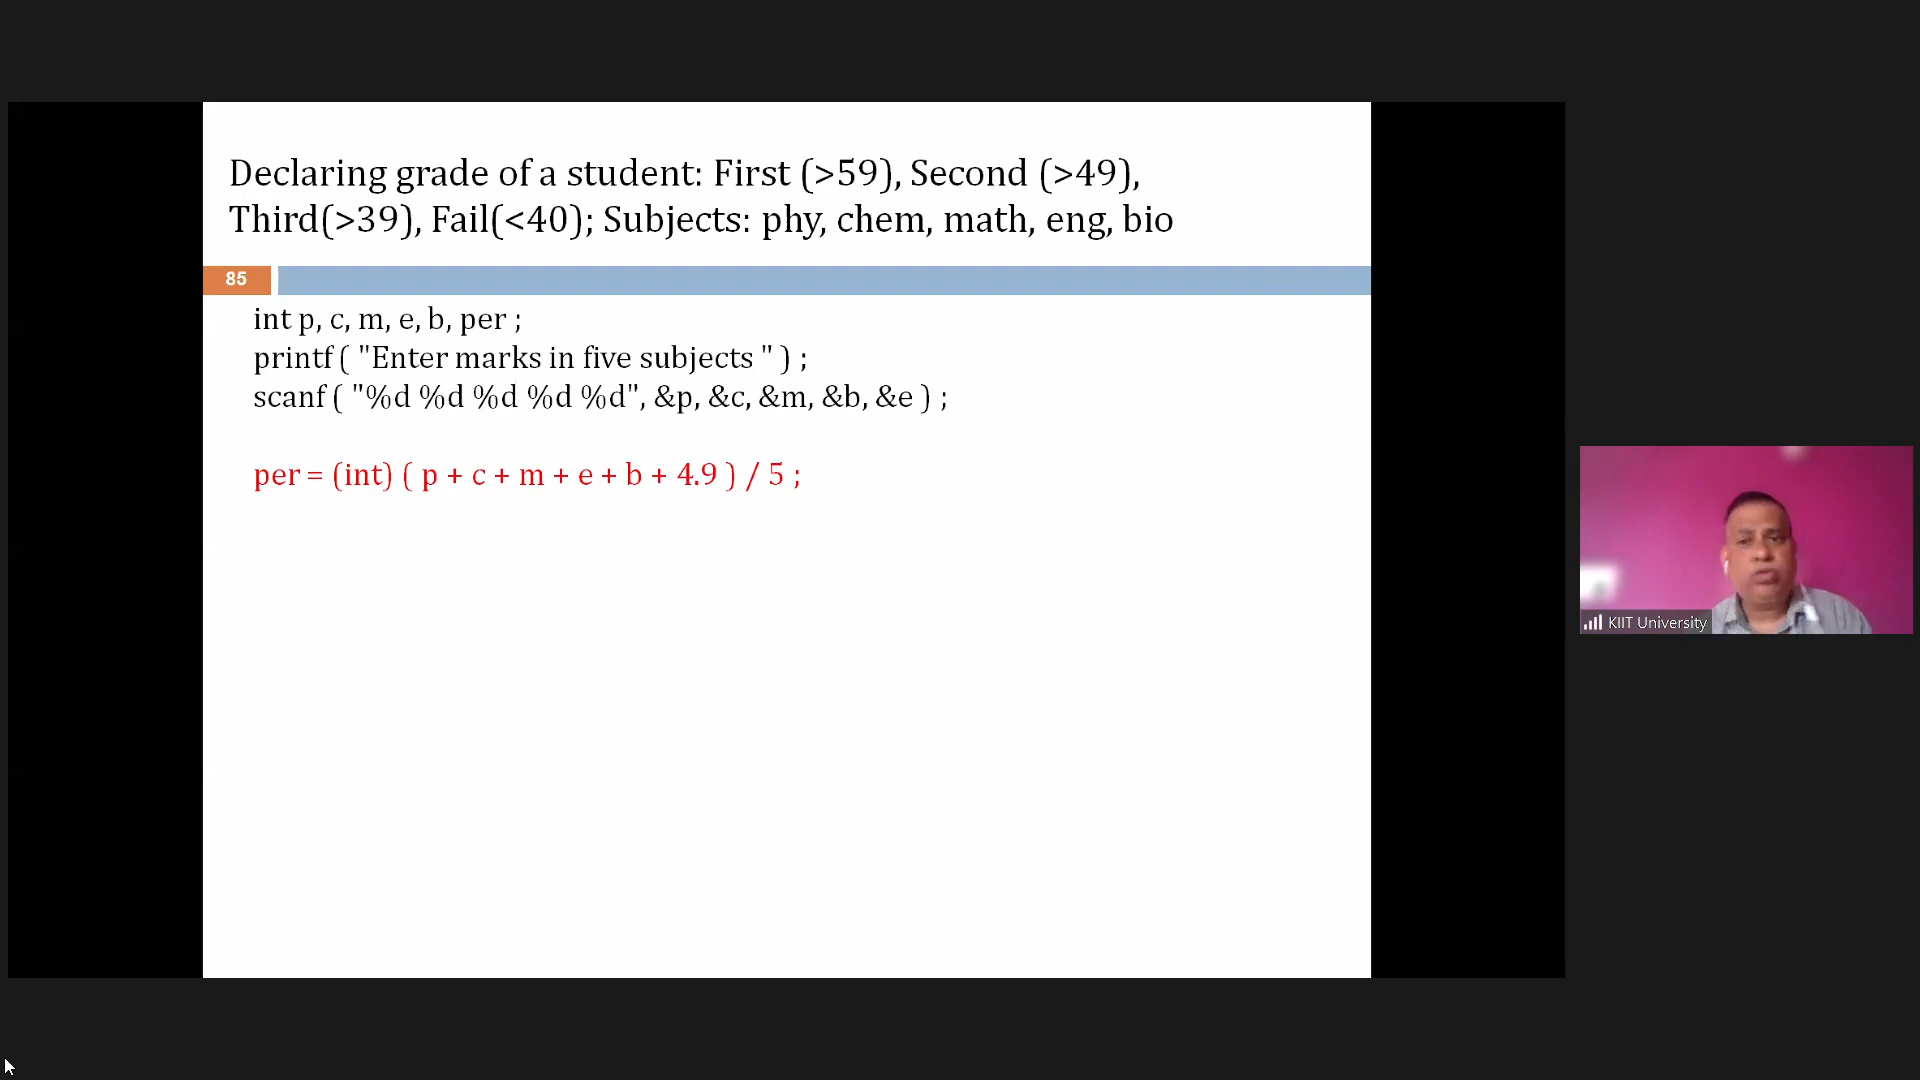 Declaring grade of a student: First (>59), Second (>49),
Third(>39), Fail(<40); Subjects: phy, chem, math, eng, bio
85
int p, c, m, e, b, per ;
printf ( "Enter marks in five subjects " ) ;
scanf ( "%d %d %d %d %d", &p, &c, &m, &b, &e ) ;
per = (int) ( p + c + m + e + b + 4.9 ) / 5 ;
KIIT University